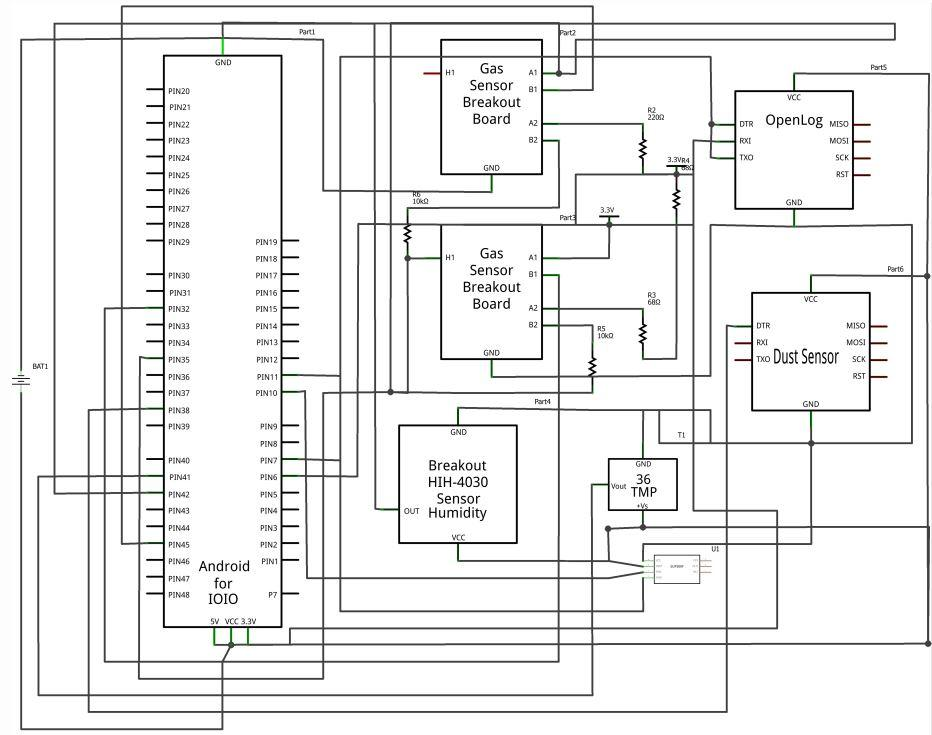 Part1
Part2
Part5
GND
Gas
Sensor
Breakout
Board
H1
A1
B1
A2
B2
GND
R2
220Ω
VCC
OpenLog
DTR
RXI
TXO
MISO
MOSI
SCK
RST
GND
3.3V
R4
68Ω
R6
10kΩ
3.3V
Part3
Gas
Sensor
Breakout
Board
H1
A1
B1
A2
B2
GND
R3
68Ω
R5
10kΩ
Part6
VCC
Dust Sensor
DTR
RXI
TXO
MISO
MOSI
SCK
RST
GND
BAT1
PIN20
PIN21
PIN22
PIN23
PIN24
PIN25
PIN26
PIN27
PIN28
PIN29
PIN30
PIN31
PIN32
PIN33
PIN34
PIN35
PIN36
PIN37
PIN38
PIN39
PIN40
PIN41
PIN42
PIN43
PIN44
PIN45
PIN46
PIN47
PIN48
PIN19
PIN18
PIN17
PIN16
PIN15
PIN14
PIN13
PIN12
PIN11
PIN10
PIN9
PIN8
PIN7
PIN6
PIN5
PIN4
PIN3
PIN2
PIN1
P7
Android
for
IOIO
5V VCC 3.3V
Part4
GND
Breakout
HIH-4030
Sensor
Humidity
OUT
VCC
T1
GND
36
TMP
Vout
+Vs
U1